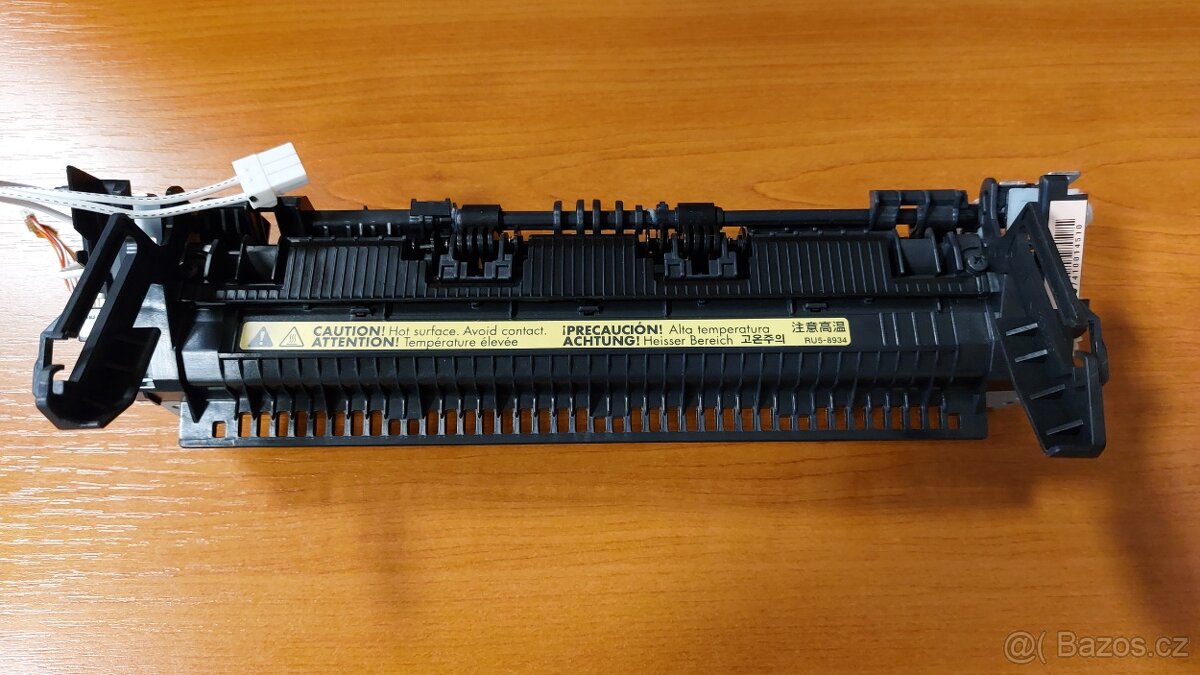 CAUTION! Hot surface. Avoid contact.
ATTENTION! Température élevée
¡PRECAUCIÓN! Alta temperatura 注意高温
ACHTUNG! Heisser Bereich 고온주의 RU5-8934
@( Bazos.cz